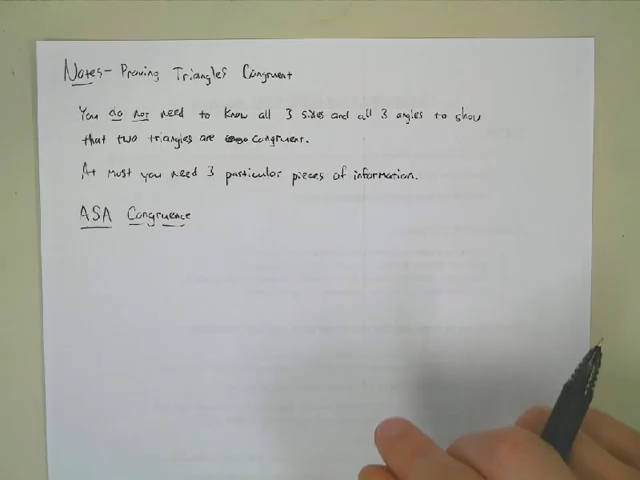 Notes - Proving Triangles Congruent
You do not need to know all 3 sides and all 3 angles to show
that two triangles are congruent.
At most you need 3 particular pieces of information.
ASA Congruence